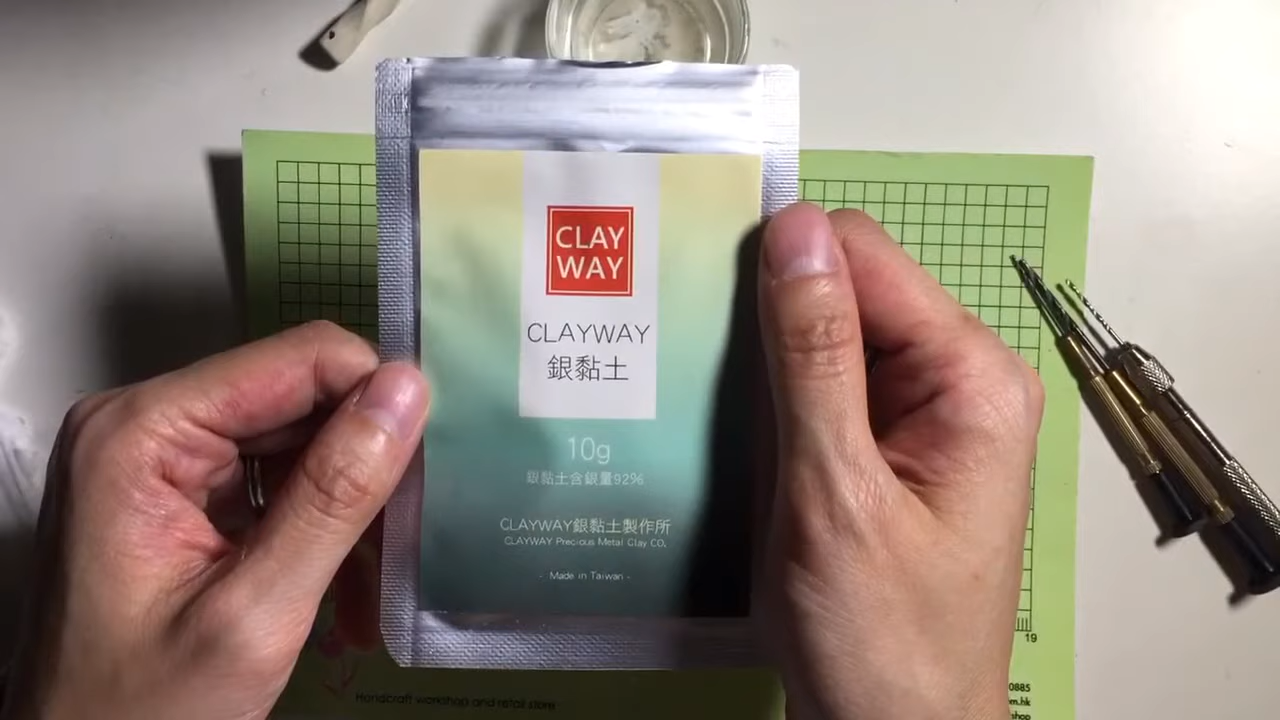 CLAY
WAY
CLAYWAY
銀黏土
10g
銀黏土含銀量92%
CLAYWAY銀黏土製作所
CLAYWAY Precious Metal Clay CO.
- Made in Taiwan -
19
Handcraft workshop and retail store
0885
m.hk
shop